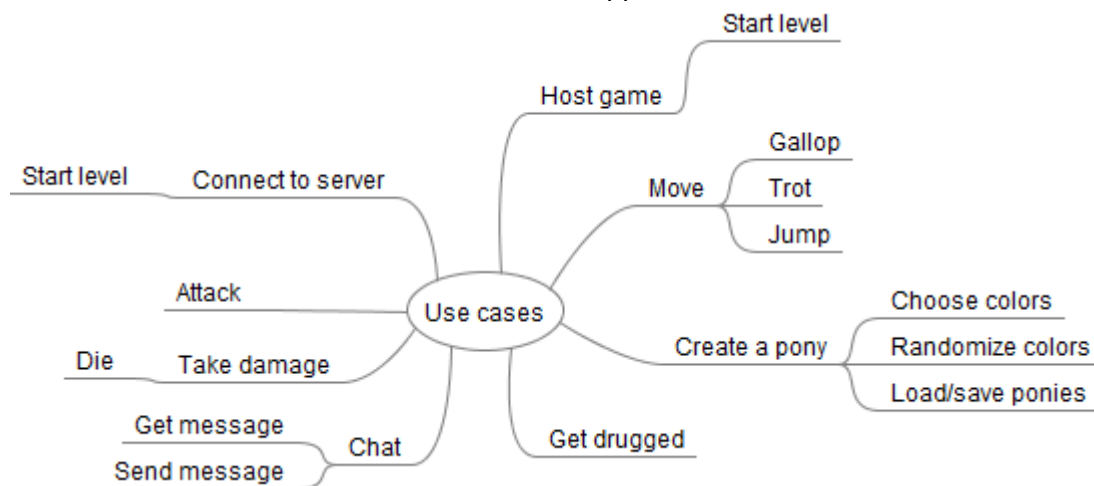 Start level
Host game
Gallop
Start level
Connect to server
Move
Trot
Jump
Attack
Use cases
Choose colors
Create a pony
Randomize colors
Die
Take damage
Load/save ponies
Get message
Chat
Get drugged
Send message